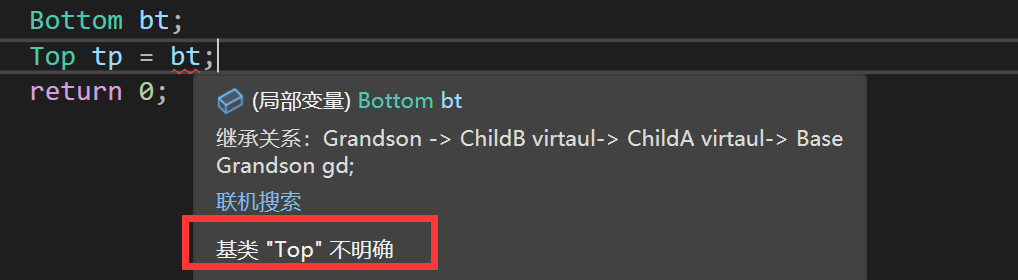 Bottom bt;
Top tp = bt;
return 0;
(局部变量) Bottom bt
继承关系：Grandson -> ChildB virtaul-> ChildA virtaul-> Base
Grandson gd;
联机搜索
基类 "Top" 不明确